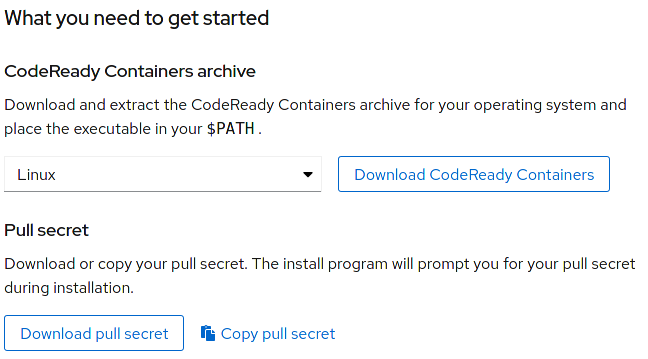 What you need to get started
CodeReady Containers archive
Download and extract the CodeReady Containers archive for your operating system and
place the executable in your $PATH .
Linux
Download CodeReady Containers
Pull secret
Download or copy your pull secret. The install program will prompt you for your pull secret
during installation.
Download pull secret
Copy pull secret